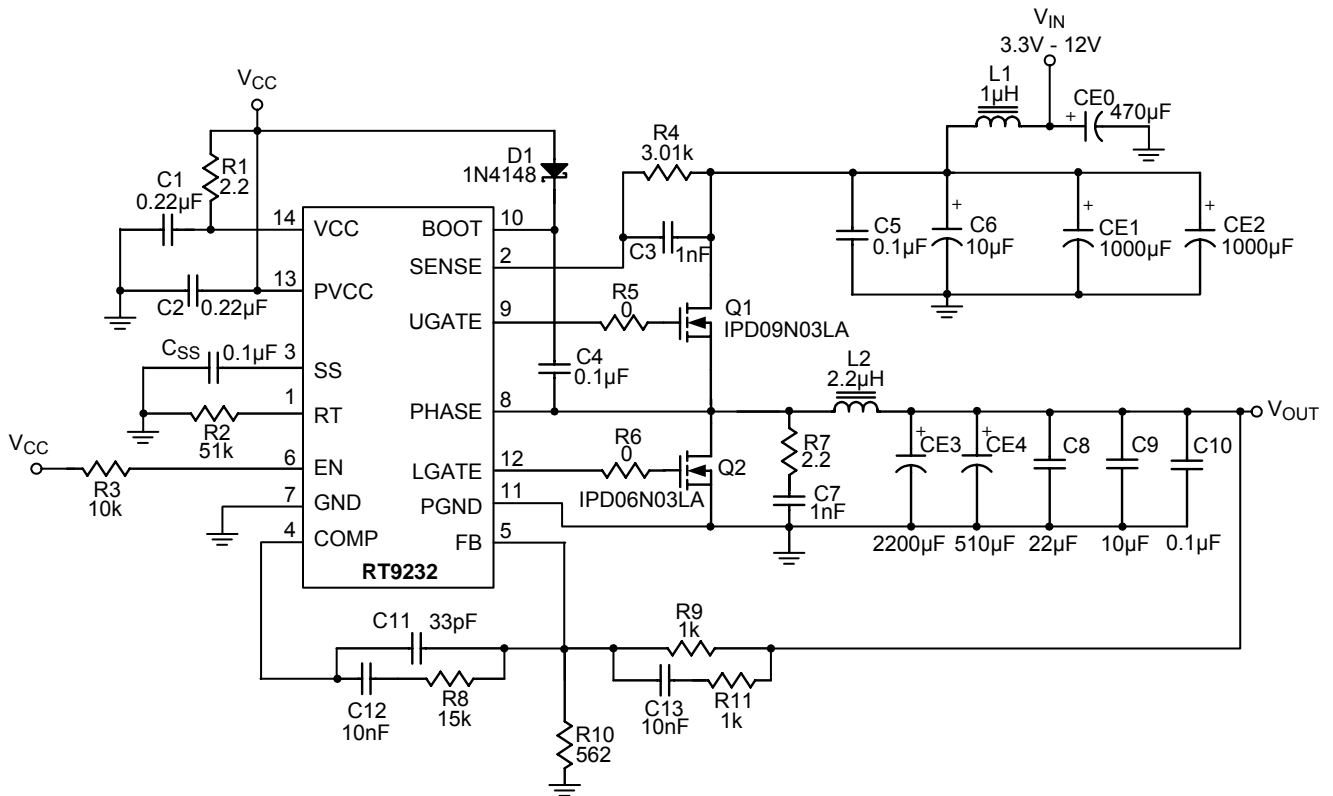 V_IN
3.3V - 12V
V_CC
L1
1µH
CE0
470µF
R4
3.01k
D1
1N4148
R1
2.2
C1
0.22µF
14
VCC
BOOT
10
C3
1nF
C5
0.1µF
C6
10µF
CE1
1000µF
CE2
1000µF
SENSE
2
13
PVCC
C2
0.22µF
UGATE
9
R5
0
Q1
IPD09N03LA
C_SS
0.1µF
3
SS
C4
0.1µF
L2
2.2µH
1
RT
PHASE
8
V_OUT
R2
51k
V_CC
R3
10k
6
EN
LGATE
12
R6
0
Q2
IPD06N03LA
R7
2.2
C7
1nF
CE3
2200µF
CE4
510µF
C8
22µF
C9
10µF
C10
0.1µF
7
GND
PGND
11
4
COMP
FB
5
RT9232
C11
33pF
R9
1k
C12
10nF
R8
15k
C13
10nF
R11
1k
R10
562
+
+
+
+
+
+